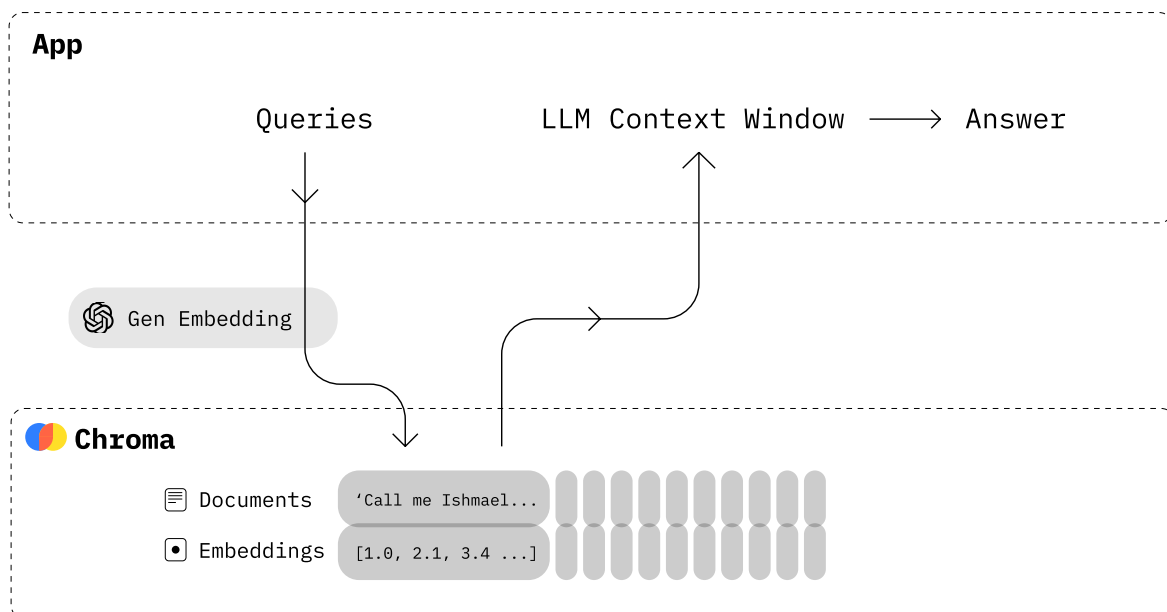 App
Queries
LLM Context Window
Answer
Gen Embedding
Chroma
Documents
‘Call me Ishmael...
Embeddings
[1.0, 2.1, 3.4 ...]